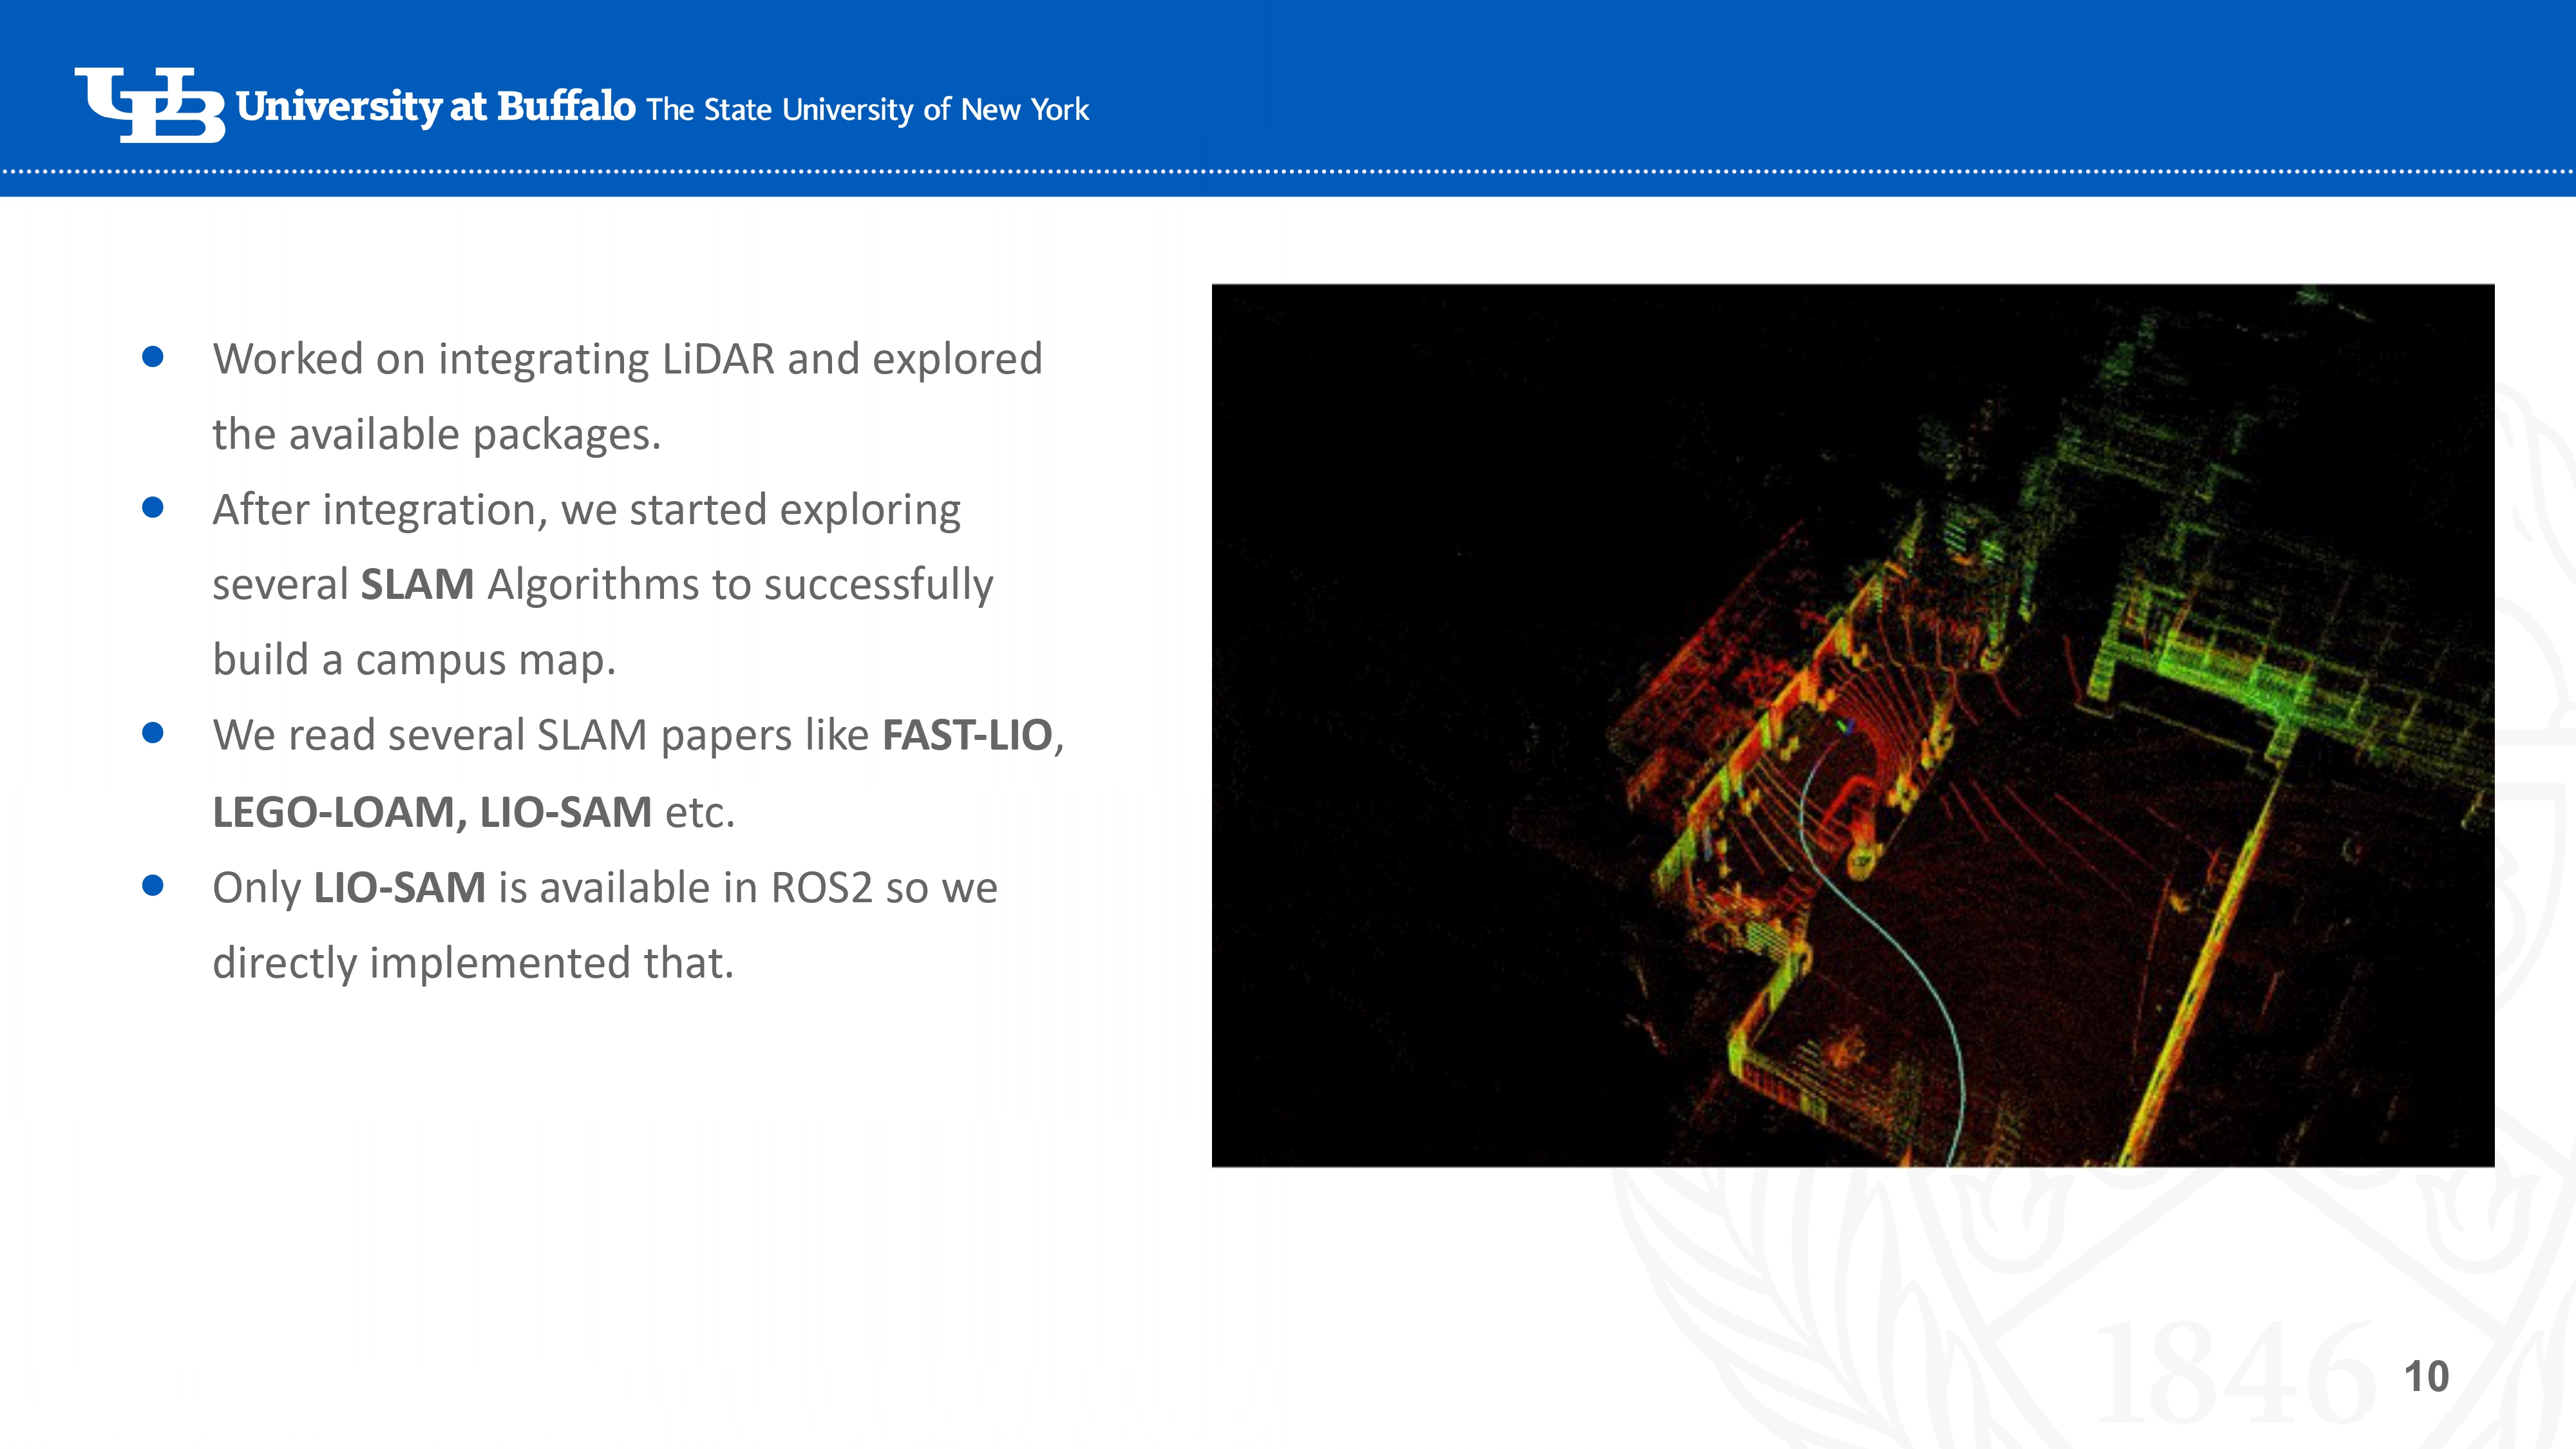 UB University at Buffalo The State University of New York
● Worked on integrating LiDAR and explored
the available packages.
● After integration, we started exploring
several SLAM Algorithms to successfully
build a campus map.
● We read several SLAM papers like FAST-LIO,
LEGO-LOAM, LIO-SAM etc.
● Only LIO-SAM is available in ROS2 so we
directly implemented that.
1846
10